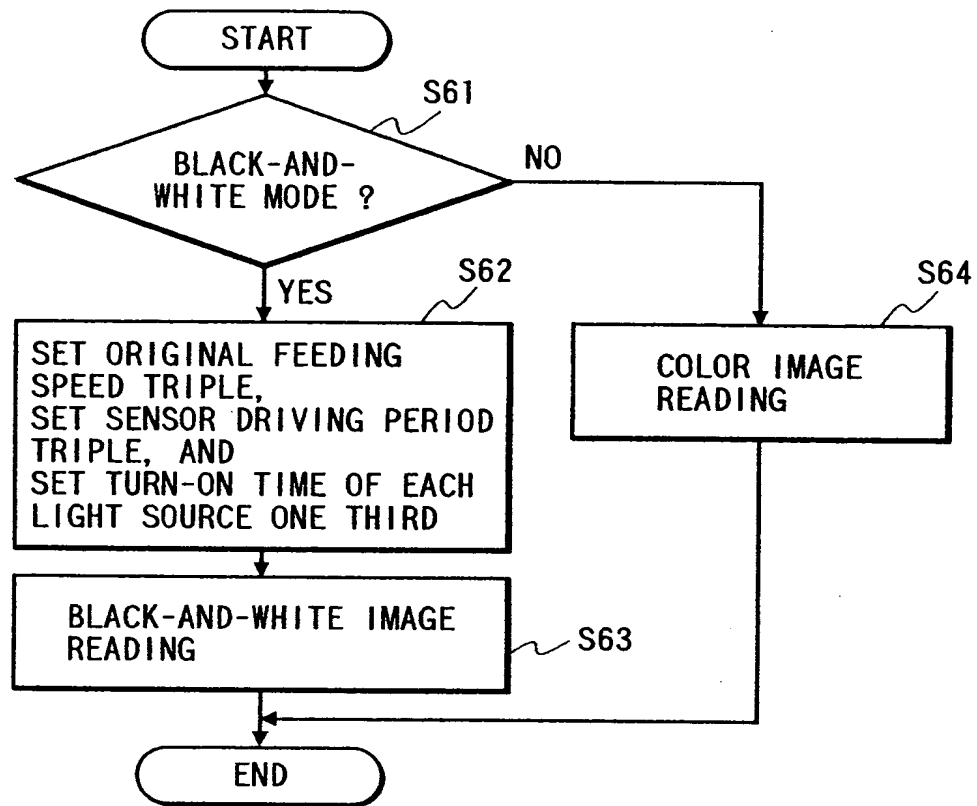 START
S61
BLACK-AND-
WHITE MODE ?
NO
YES
S62
S64
SET ORIGINAL FEEDING
SPEED TRIPLE,
SET SENSOR DRIVING PERIOD
TRIPLE, AND
SET TURN-ON TIME OF EACH
LIGHT SOURCE ONE THIRD
COLOR IMAGE
READING
BLACK-AND-WHITE IMAGE
READING
S63
END